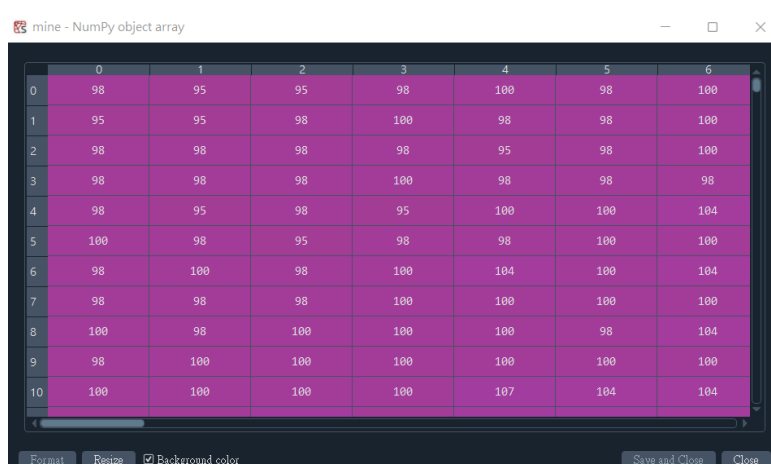 mine - NumPy object array
0 1 2 3 4 5 6
0 98 95 95 98 100 98 100
1 95 95 98 100 98 98 100
2 98 98 98 98 95 98 100
3 98 98 98 100 98 98 98
4 98 95 98 95 100 100 104
5 100 98 95 98 98 100 100
6 98 100 98 100 104 100 104
7 98 98 98 100 100 100 100
8 100 98 100 100 100 98 104
9 98 100 100 100 100 100 100
10 100 100 100 100 107 104 104
Format Resize Background color Save and Close Close